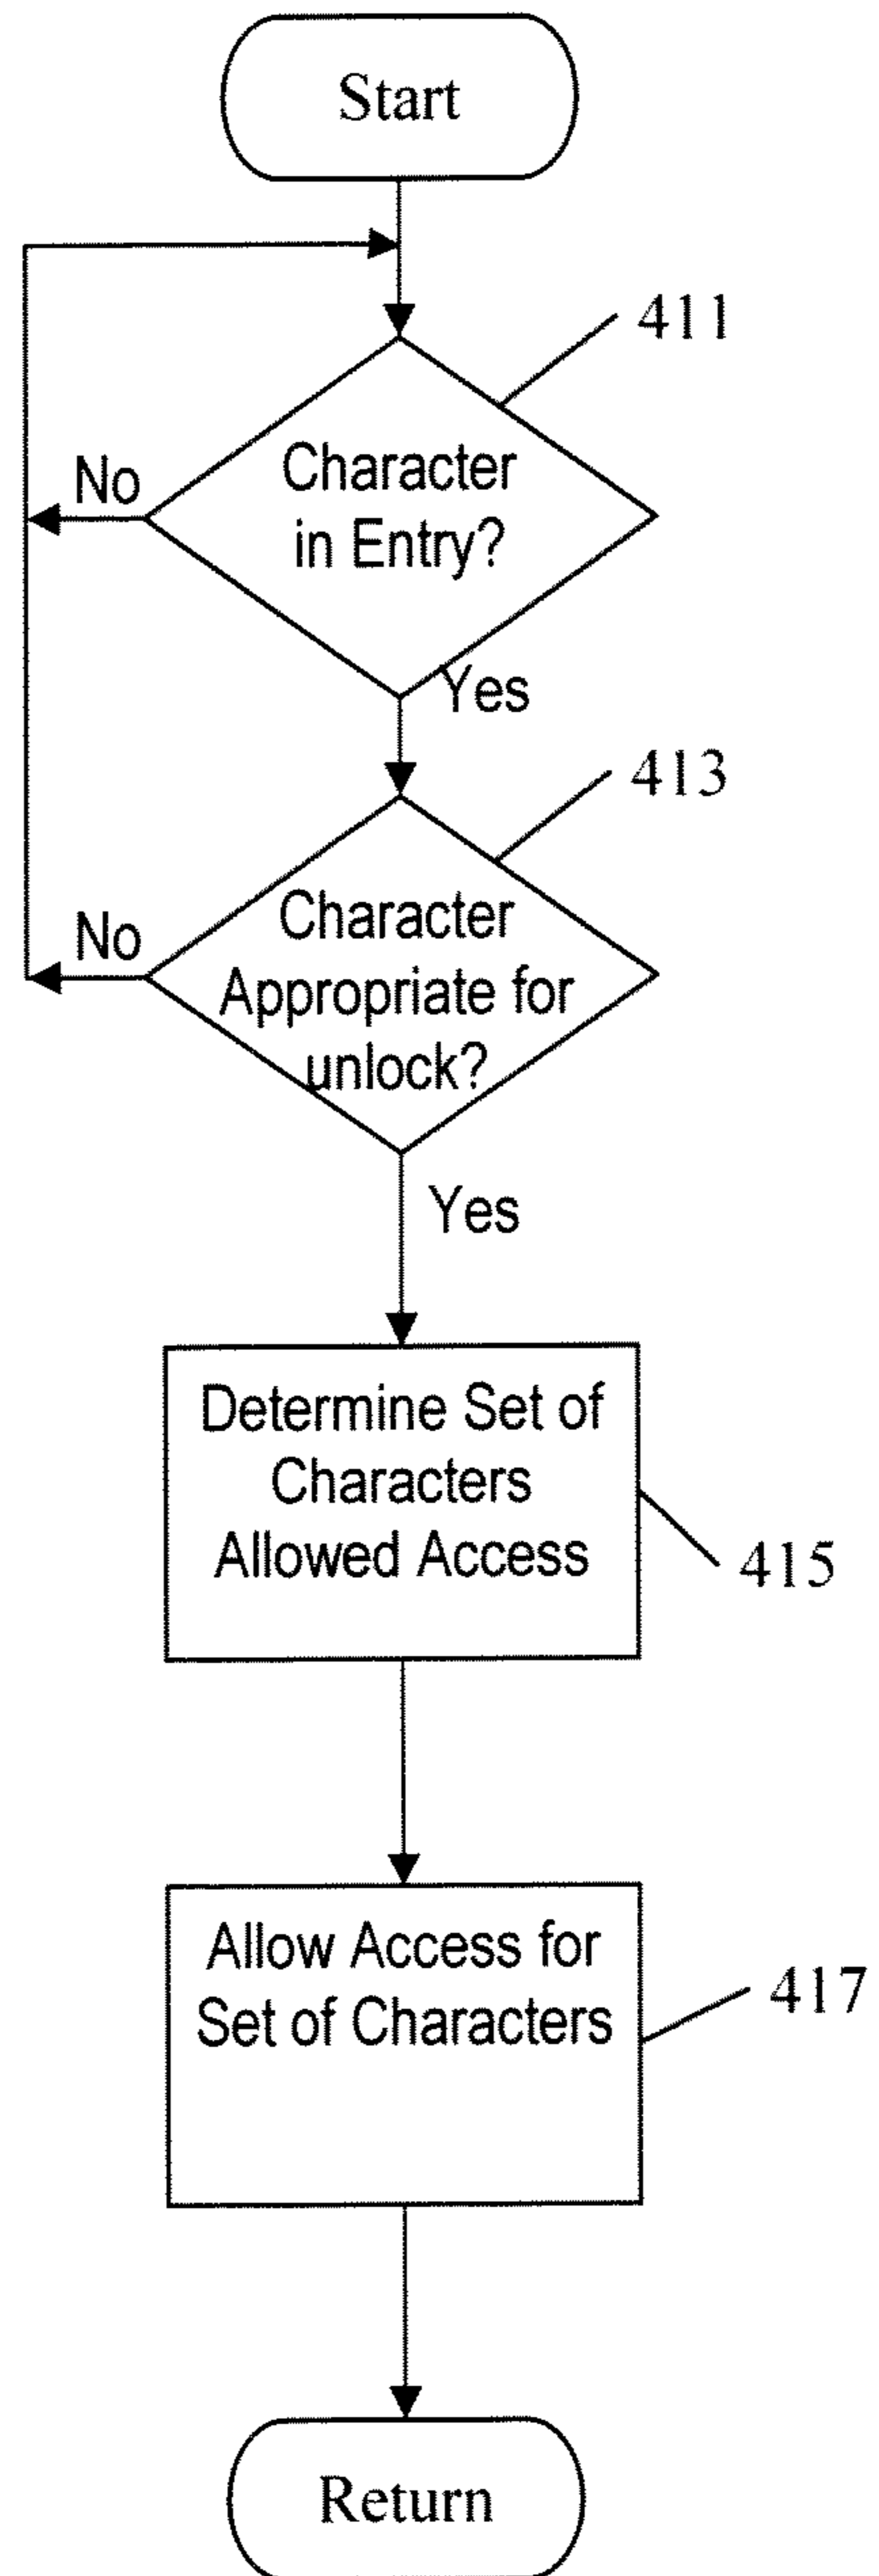 Start
411
Character
in Entry?
No
Yes
413
Character
Appropriate for
unlock?
No
Yes
Determine Set of
Characters
Allowed Access
415
Allow Access for
Set of Characters
417
Return